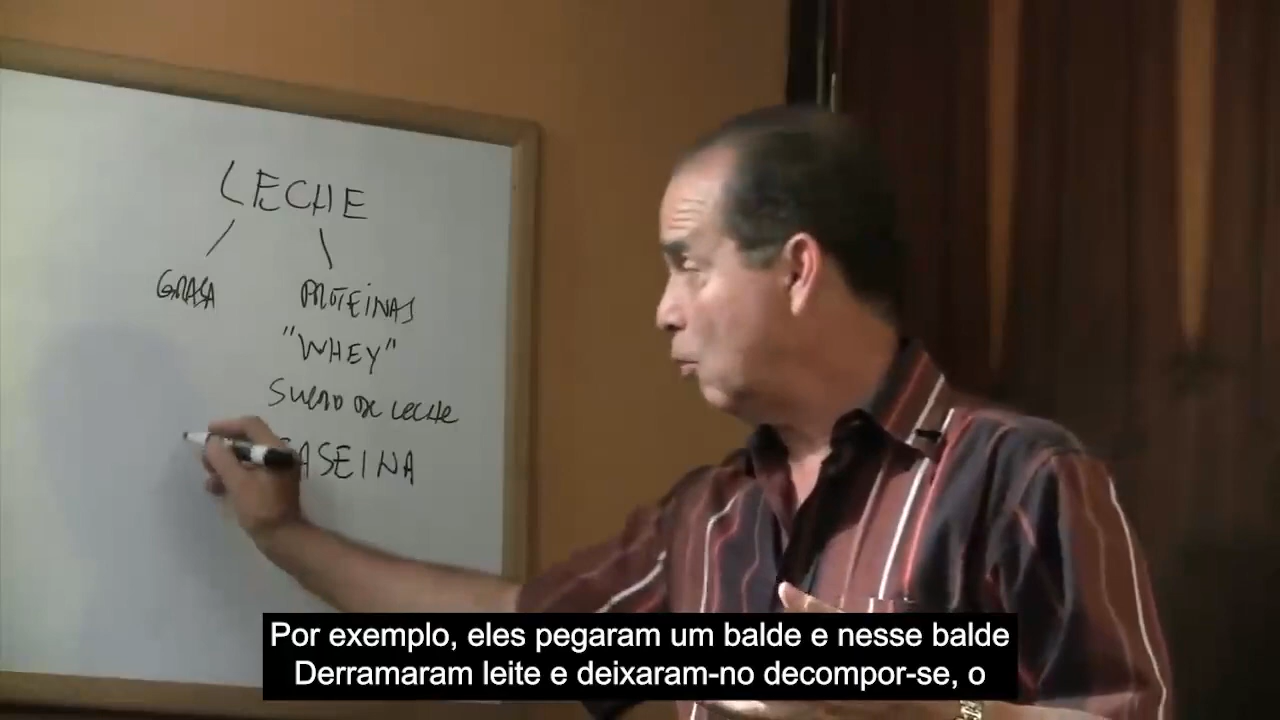 LECHE
GRASA
PROTEINAS
"WHEY"
SUERO DE LECHE
CASEINA
Por exemplo, eles pegaram um balde e nesse balde
Derramaram leite e deixaram-no decompor-se, o